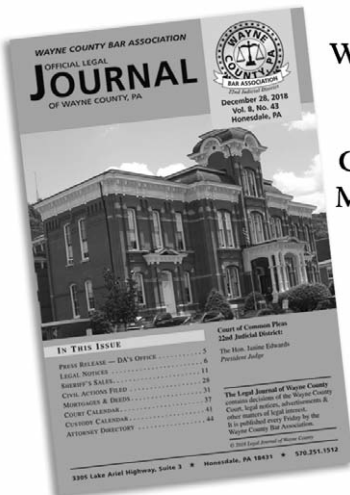 WAYNE COUNTY BAR ASSOCIATION
OFFICIAL LEGAL
JOURNAL
OF WAYNE COUNTY, PA
WAYNE
COUNTY, PA
BAR ASSOCIATION
22nd Judicial District
December 28, 2018
Vol. 8, No. 43
Honesdale, PA
IN THIS ISSUE
PRESS RELEASE — DA'S OFFICE 5
LEGAL NOTICES 6
SHERIFF'S SALES 11
CIVIL ACTIONS FILED 28
MORTGAGES & DEEDS 31
COURT CALENDAR 37
CUSTODY CALENDAR 41
ATTORNEY DIRECTORY 44
Court of Common Pleas
22nd Judicial District:
The Hon. Janine Edwards
President Judge
The Legal Journal of Wayne County
contains decisions of the Wayne County
Court, legal notices, advertisements &
other matters of legal interest.
It is published every Friday by the
Wayne County Bar Association.
© 2018 Legal Journal of Wayne County
3305 Lake Ariel Highway, Suite 3 ★ Honesdale, PA 18431 ★ 570.251.1512
W
M